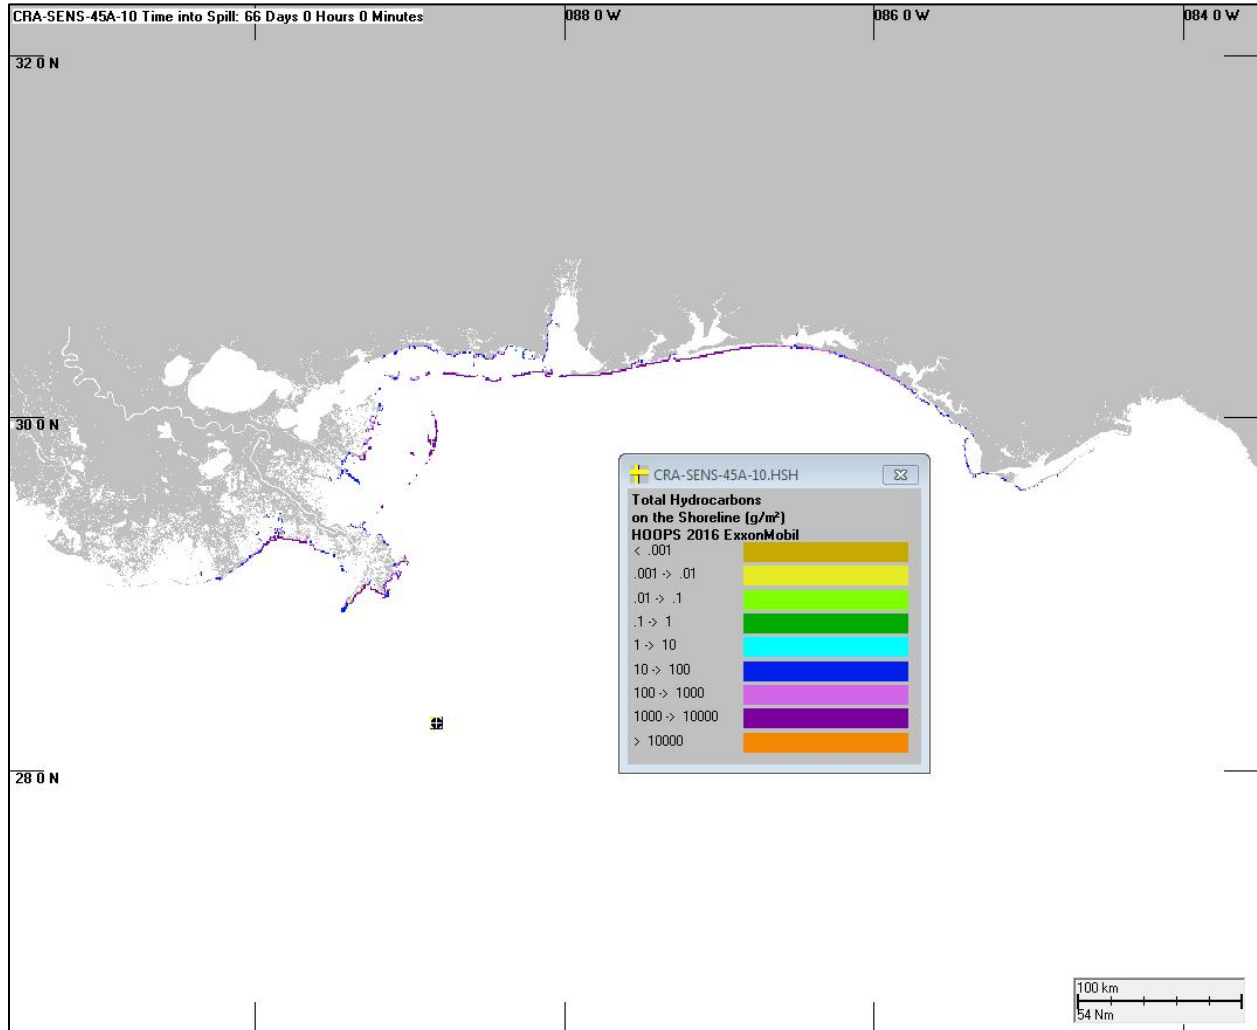 CRA-SENS-45A-10 Time into Spill: 66 Days 0 Hours 0 Minutes
088 0 W
086 0 W
084 0 W
32 0 N
30 0 N
CRA-SENS-45A-10.HSH
Total Hydrocarbons
on the Shoreline (g/m²)
HOOPS 2016 ExxonMobil
< .001
.001 -> .01
.01 -> .1
.1 -> 1
1 -> 10
10 -> 100
100 -> 1000
1000 -> 10000
> 10000
28 0 N
100 km
54 Nm